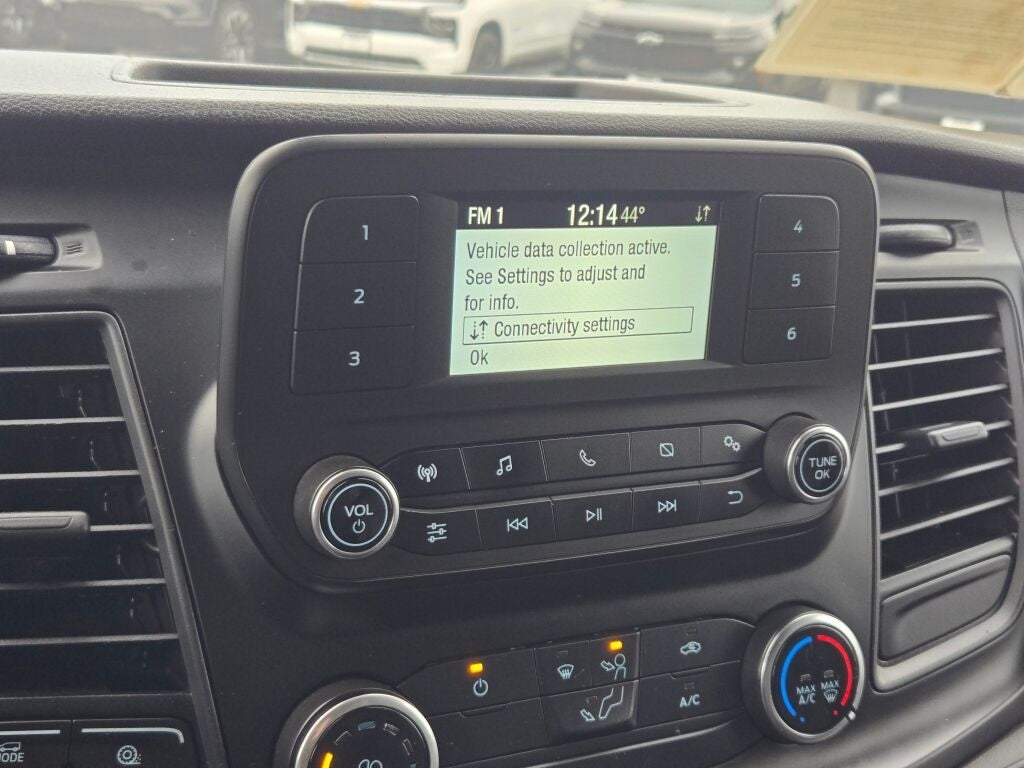 FM 1 12:14 44°
Vehicle data collection active.
See Settings to adjust and
for info.
Connectivity settings
Ok
1
2
3
4
5
6
VOL
TUNE
OK
A/C
MAX
A/C
MAX
MODE